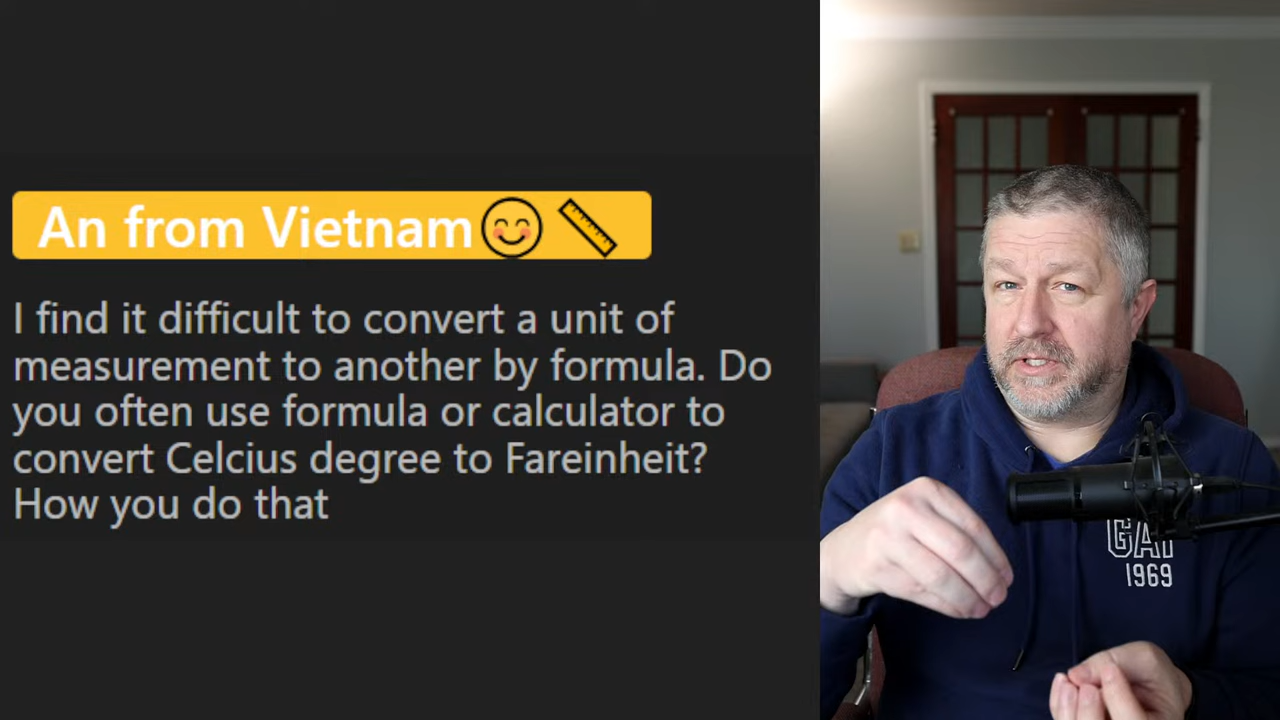 An from Vietnam😊 📏
I find it difficult to convert a unit of
measurement to another by formula. Do
you often use formula or calculator to
convert Celcius degree to Fareinheit?
How you do that
GAP
1969